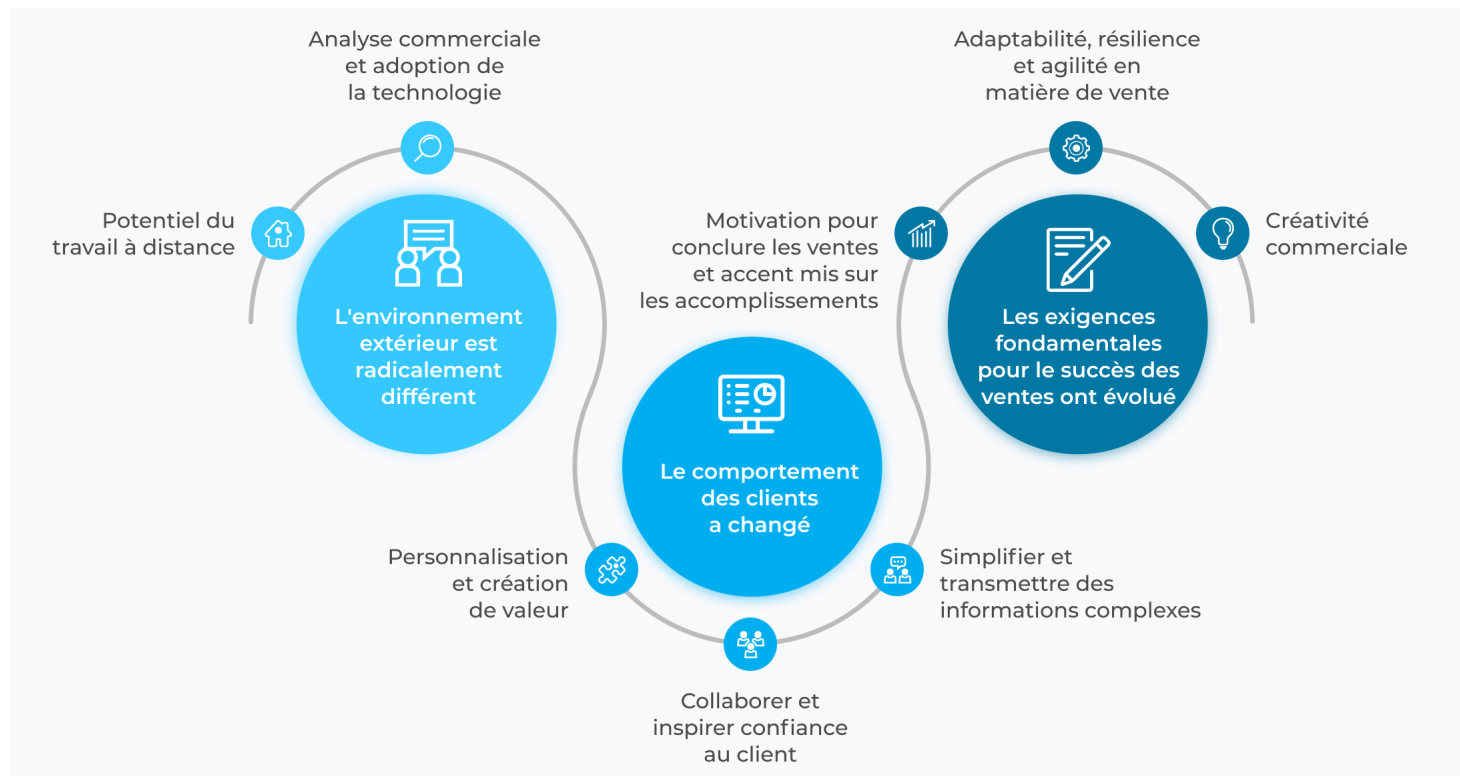 Analyse commerciale
et adoption de
la technologie
Potentiel du
travail à distance
L'environnement
extérieur est
radicalement
différent
Personnalisation
et création
de valeur
Le comportement
des clients
a changé
Collaborer et
inspirer confiance
au client
Simplifier et
transmettre des
informations complexes
Motivation pour
conclure les ventes
et accent mis sur
les accomplissements
Adaptabilité, résilience
et agilité en
matière de vente
Les exigences
fondamentales
pour le succès des
ventes ont évolué
Créativité
commerciale